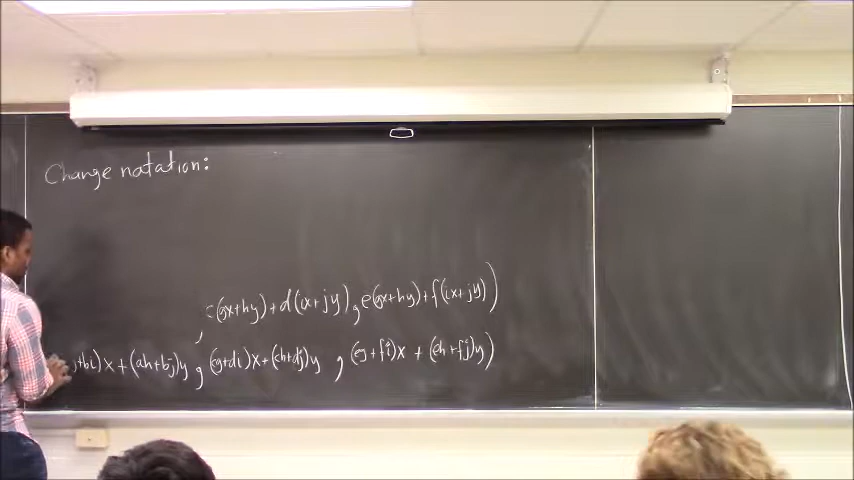 Change notation:
c(gx+hy)+d(ix+jy), e(gx+hy)+f(ix+jy))
+bi)x+(ah+bj)y, (cg+di)x+(ch+dj)y, (eg+fi)x+(eh+fj)y)